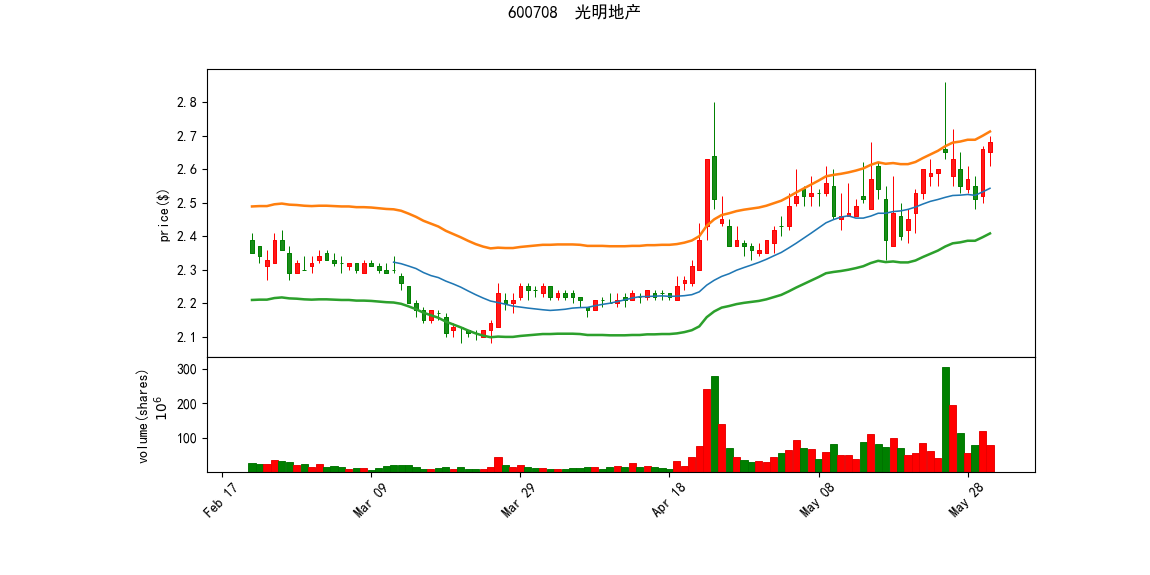 600708  光明地产
price($)
2.8
2.7
2.6
2.5
2.4
2.3
2.2
2.1
volume(shares)
10^6
300
200
100
Feb 17
Mar 09
Mar 29
Apr 18
May 08
May 28